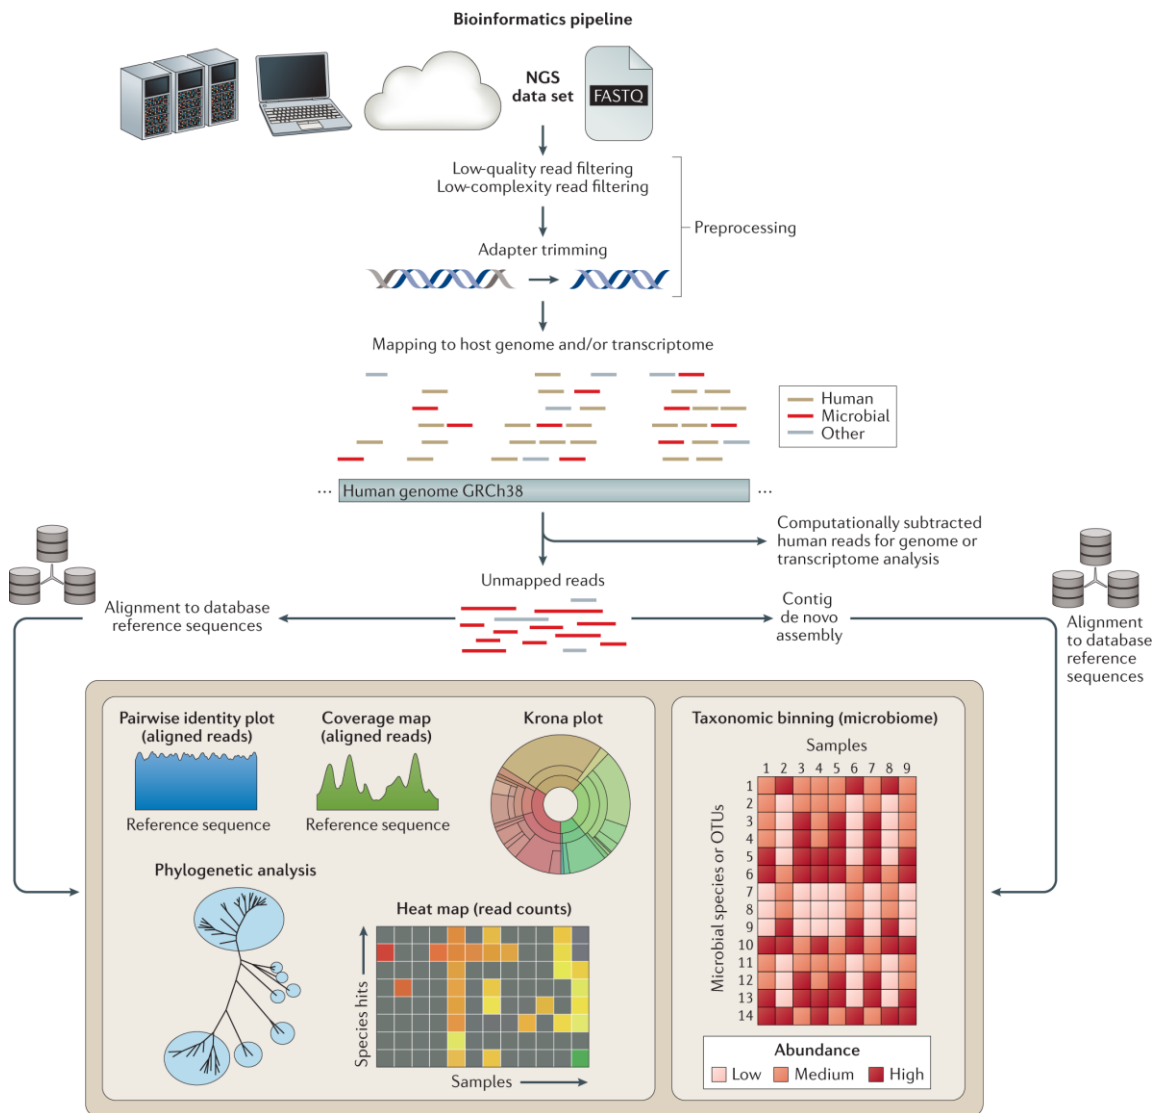 Bioinformatics pipeline
NGS
data set
FASTQ
Low-quality read filtering
Low-complexity read filtering
Preprocessing
Adapter trimming
Mapping to host genome and/or transcriptome
Human
Microbial
Other
... Human genome GRCh38 ...
Computationally subtracted
human reads for genome or
transcriptome analysis
Unmapped reads
Alignment to database
reference sequences
Contig
de novo
assembly
Alignment
to database
reference
sequences
Pairwise identity plot
(aligned reads)
Reference sequence
Coverage map
(aligned reads)
Reference sequence
Krona plot
Phylogenetic analysis
Heat map (read counts)
Species hits
Samples
Taxonomic binning (microbiome)
Samples
1 2 3 4 5 6 7 8 9
Microbial species or OTUs
1
2
3
4
5
6
7
8
9
10
11
12
13
14
Abundance
Low Medium High